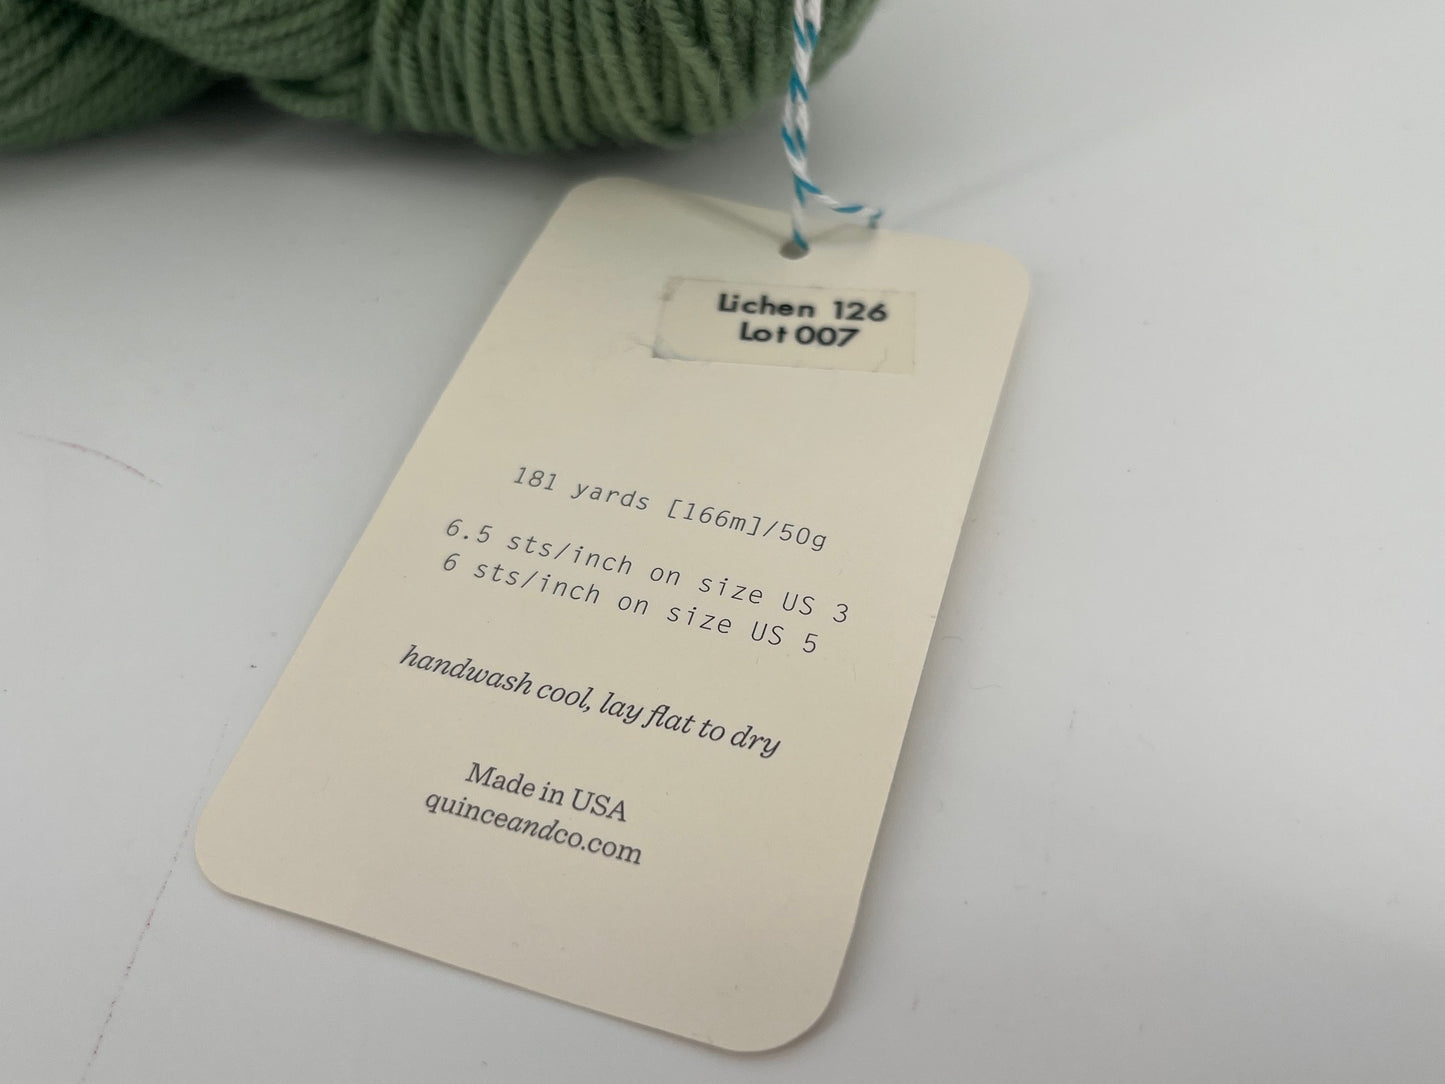 Lichen 126
Lot 007
181 yards [166m]/50g
6.5 sts/inch on size US 3
6 sts/inch on size US 5
handwash cool, lay flat to dry
Made in USA
quinceandco.com